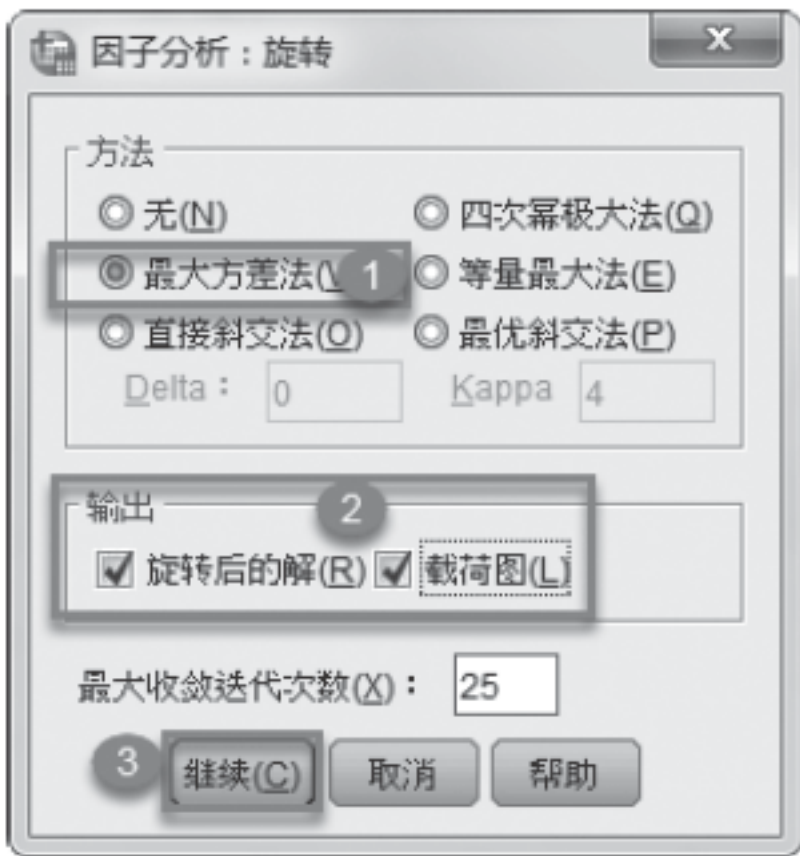 因子分析：旋转
方法
无(N) 四次幂极大法(Q)
最大方差法( 1 等量最大法(E)
直接斜交法(O) 最优斜交法(P)
Delta： 0 Kappa 4
输出 2
旋转后的解(R) 载荷图(L)
最大收敛迭代次数(X)： 25
3 继续(C) 取消 帮助